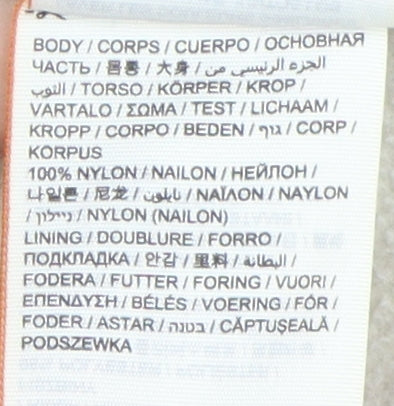 BODY / CORPS / CUERPO / ОСНОВНАЯ
ЧАСТЬ / 몸통 / 大身 / الجزء الرئيسي من
الثوب / TORSO / KÖRPER / KROP /
VARTALO / ΣΩΜΑ / TEST / LICHAAM /
KROPP / CORPO / BEDEN / גוף / CORP /
KORPUS
100% NYLON / NAILON / НЕЙЛОН /
나일론 / 尼龙 / نايلون / ΝΑΪΛΟΝ / NAYLON
/ ניילון / NYLON (NAILON)
LINING / DOUBLURE / FORRO /
ПОДКЛАДКА / 안감 / 里料 / البطانة /
FODERA / FUTTER / FORING / VUORI /
ΕΠΕΝΔΥΣΗ / BÉLÉS / VOERING / FÔR /
FODER / ASTAR / בטנה / CĂPTUŞEALĂ /
PODSZEWKA